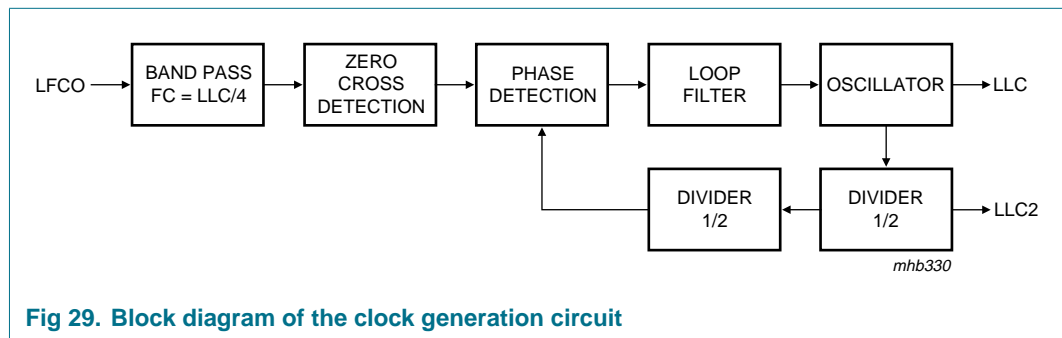 LFCO
BAND PASS
FC = LLC/4
ZERO
CROSS
DETECTION
PHASE
DETECTION
LOOP
FILTER
OSCILLATOR
LLC
DIVIDER
1/2
DIVIDER
1/2
LLC2
mhb330
Fig 29. Block diagram of the clock generation circuit